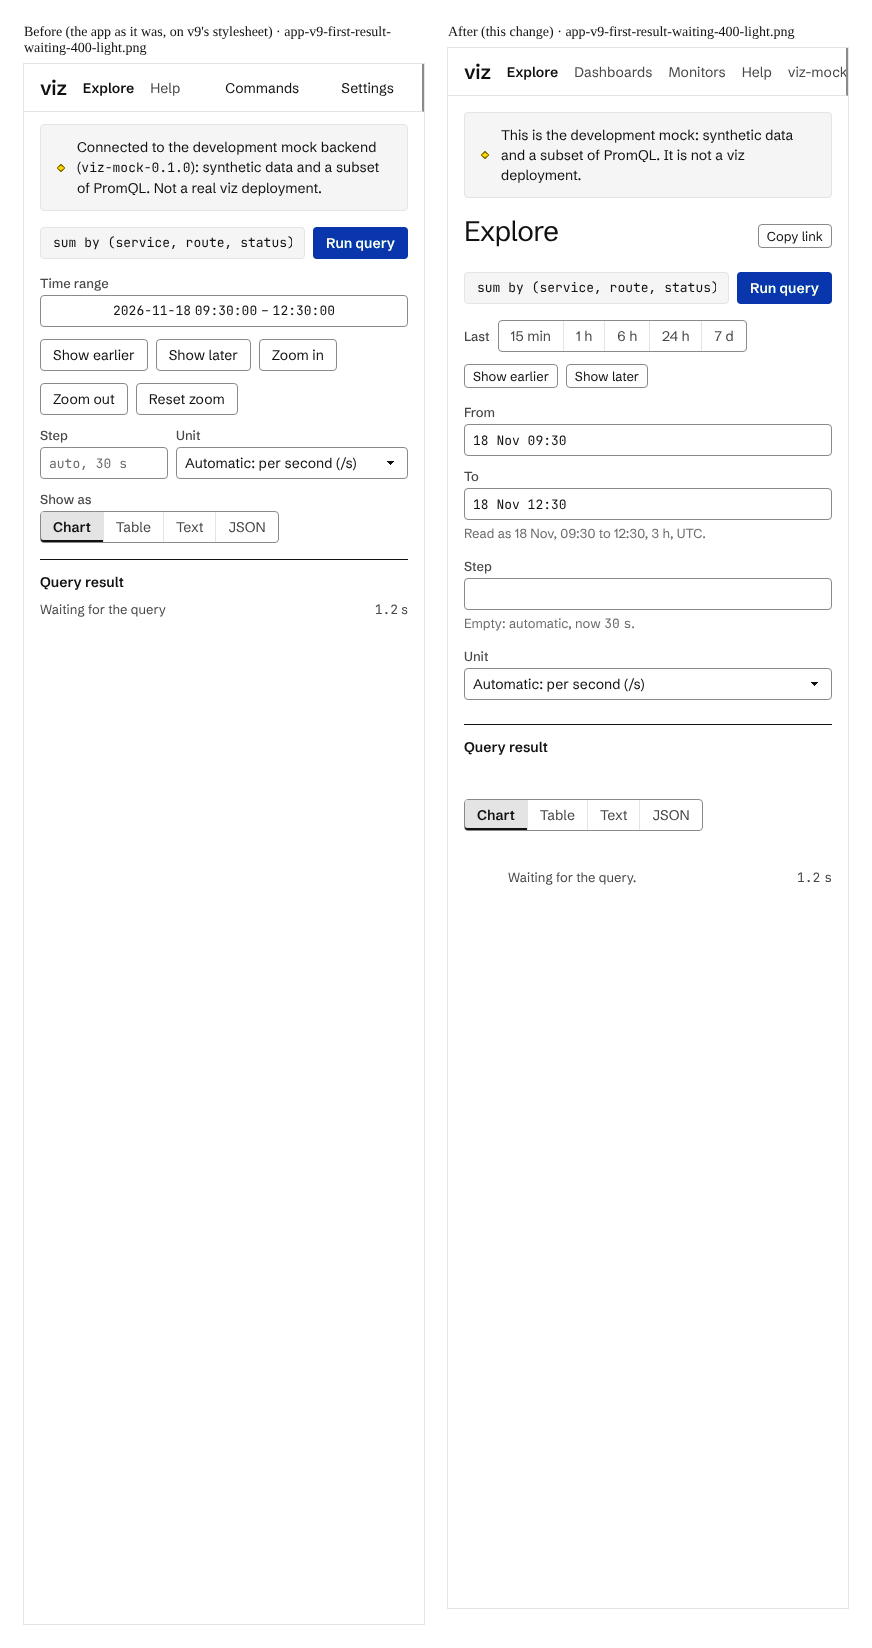 Before (the app as it was, on v9's stylesheet) · app-v9-first-result-
waiting-400-light.png
viz Explore Help Commands Settings
Connected to the development mock backend
(viz-mock-0.1.0): synthetic data and a subset
of PromQL. Not a real viz deployment.
sum by (service, route, status)
Run query
Time range
2026-11-18 09:30:00 – 12:30:00
Show earlier Show later Zoom in
Zoom out Reset zoom
Step Unit
auto, 30 s Automatic: per second (/s)
Show as
Chart Table Text JSON
Query result
Waiting for the query 1.2 s
After (this change) · app-v9-first-result-waiting-400-light.png
viz Explore Dashboards Monitors Help viz-mock
This is the development mock: synthetic data
and a subset of PromQL. It is not a viz
deployment.
Explore
Copy link
sum by (service, route, status)
Run query
Last 15 min 1 h 6 h 24 h 7 d
Show earlier Show later
From
18 Nov 09:30
To
18 Nov 12:30
Read as 18 Nov, 09:30 to 12:30, 3 h, UTC.
Step
Empty: automatic, now 30 s.
Unit
Automatic: per second (/s)
Query result
Chart Table Text JSON
Waiting for the query. 1.2 s